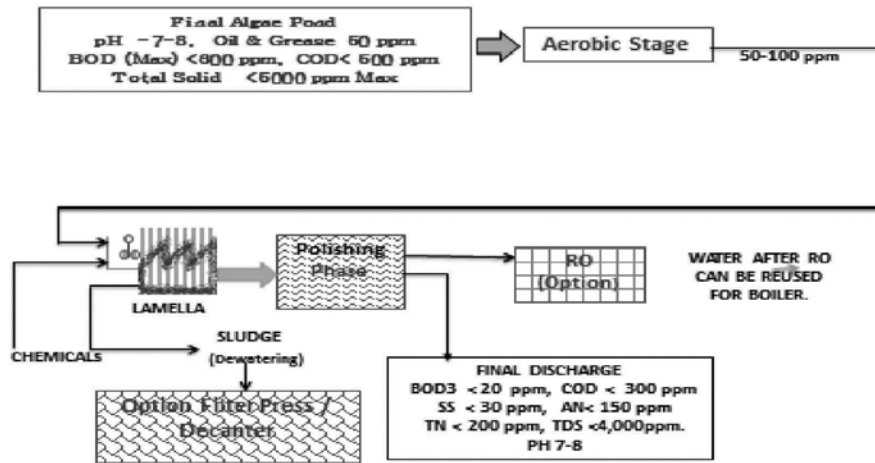 Final Algae Pond
pH -7-8, Oil & Grease 50 ppm
BOD (Max) <600 ppm, COD< 500 ppm
Total Solid <5000 ppm Max
Aerobic Stage
50-100 ppm
LAMELLA
Polishing
Phase
RO
(Option)
WATER AFTER RO
CAN BE REUSED
FOR BOILER.
CHEMICALs
SLUDGE
(Dewatering)
Option Filter Press /
Decanter
FINAL DISCHARGE
BOD3 <20 ppm, COD < 300 ppm
SS < 30 ppm, AN< 150 ppm
TN < 200 ppm, TDS <4,000ppm.
PH 7-8